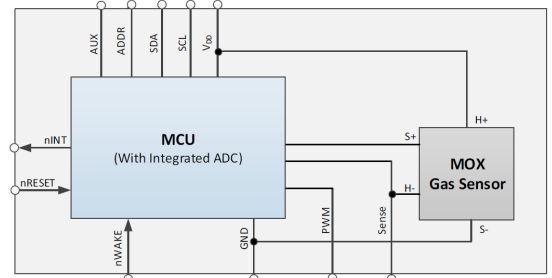 AUX
ADDR
SDA
SCL
VDD
H+
MCU
(With Integrated ADC)
nINT
nRESET
S+
MOX
Gas Sensor
H-
S-
nWAKE
GND
PWM
Sense